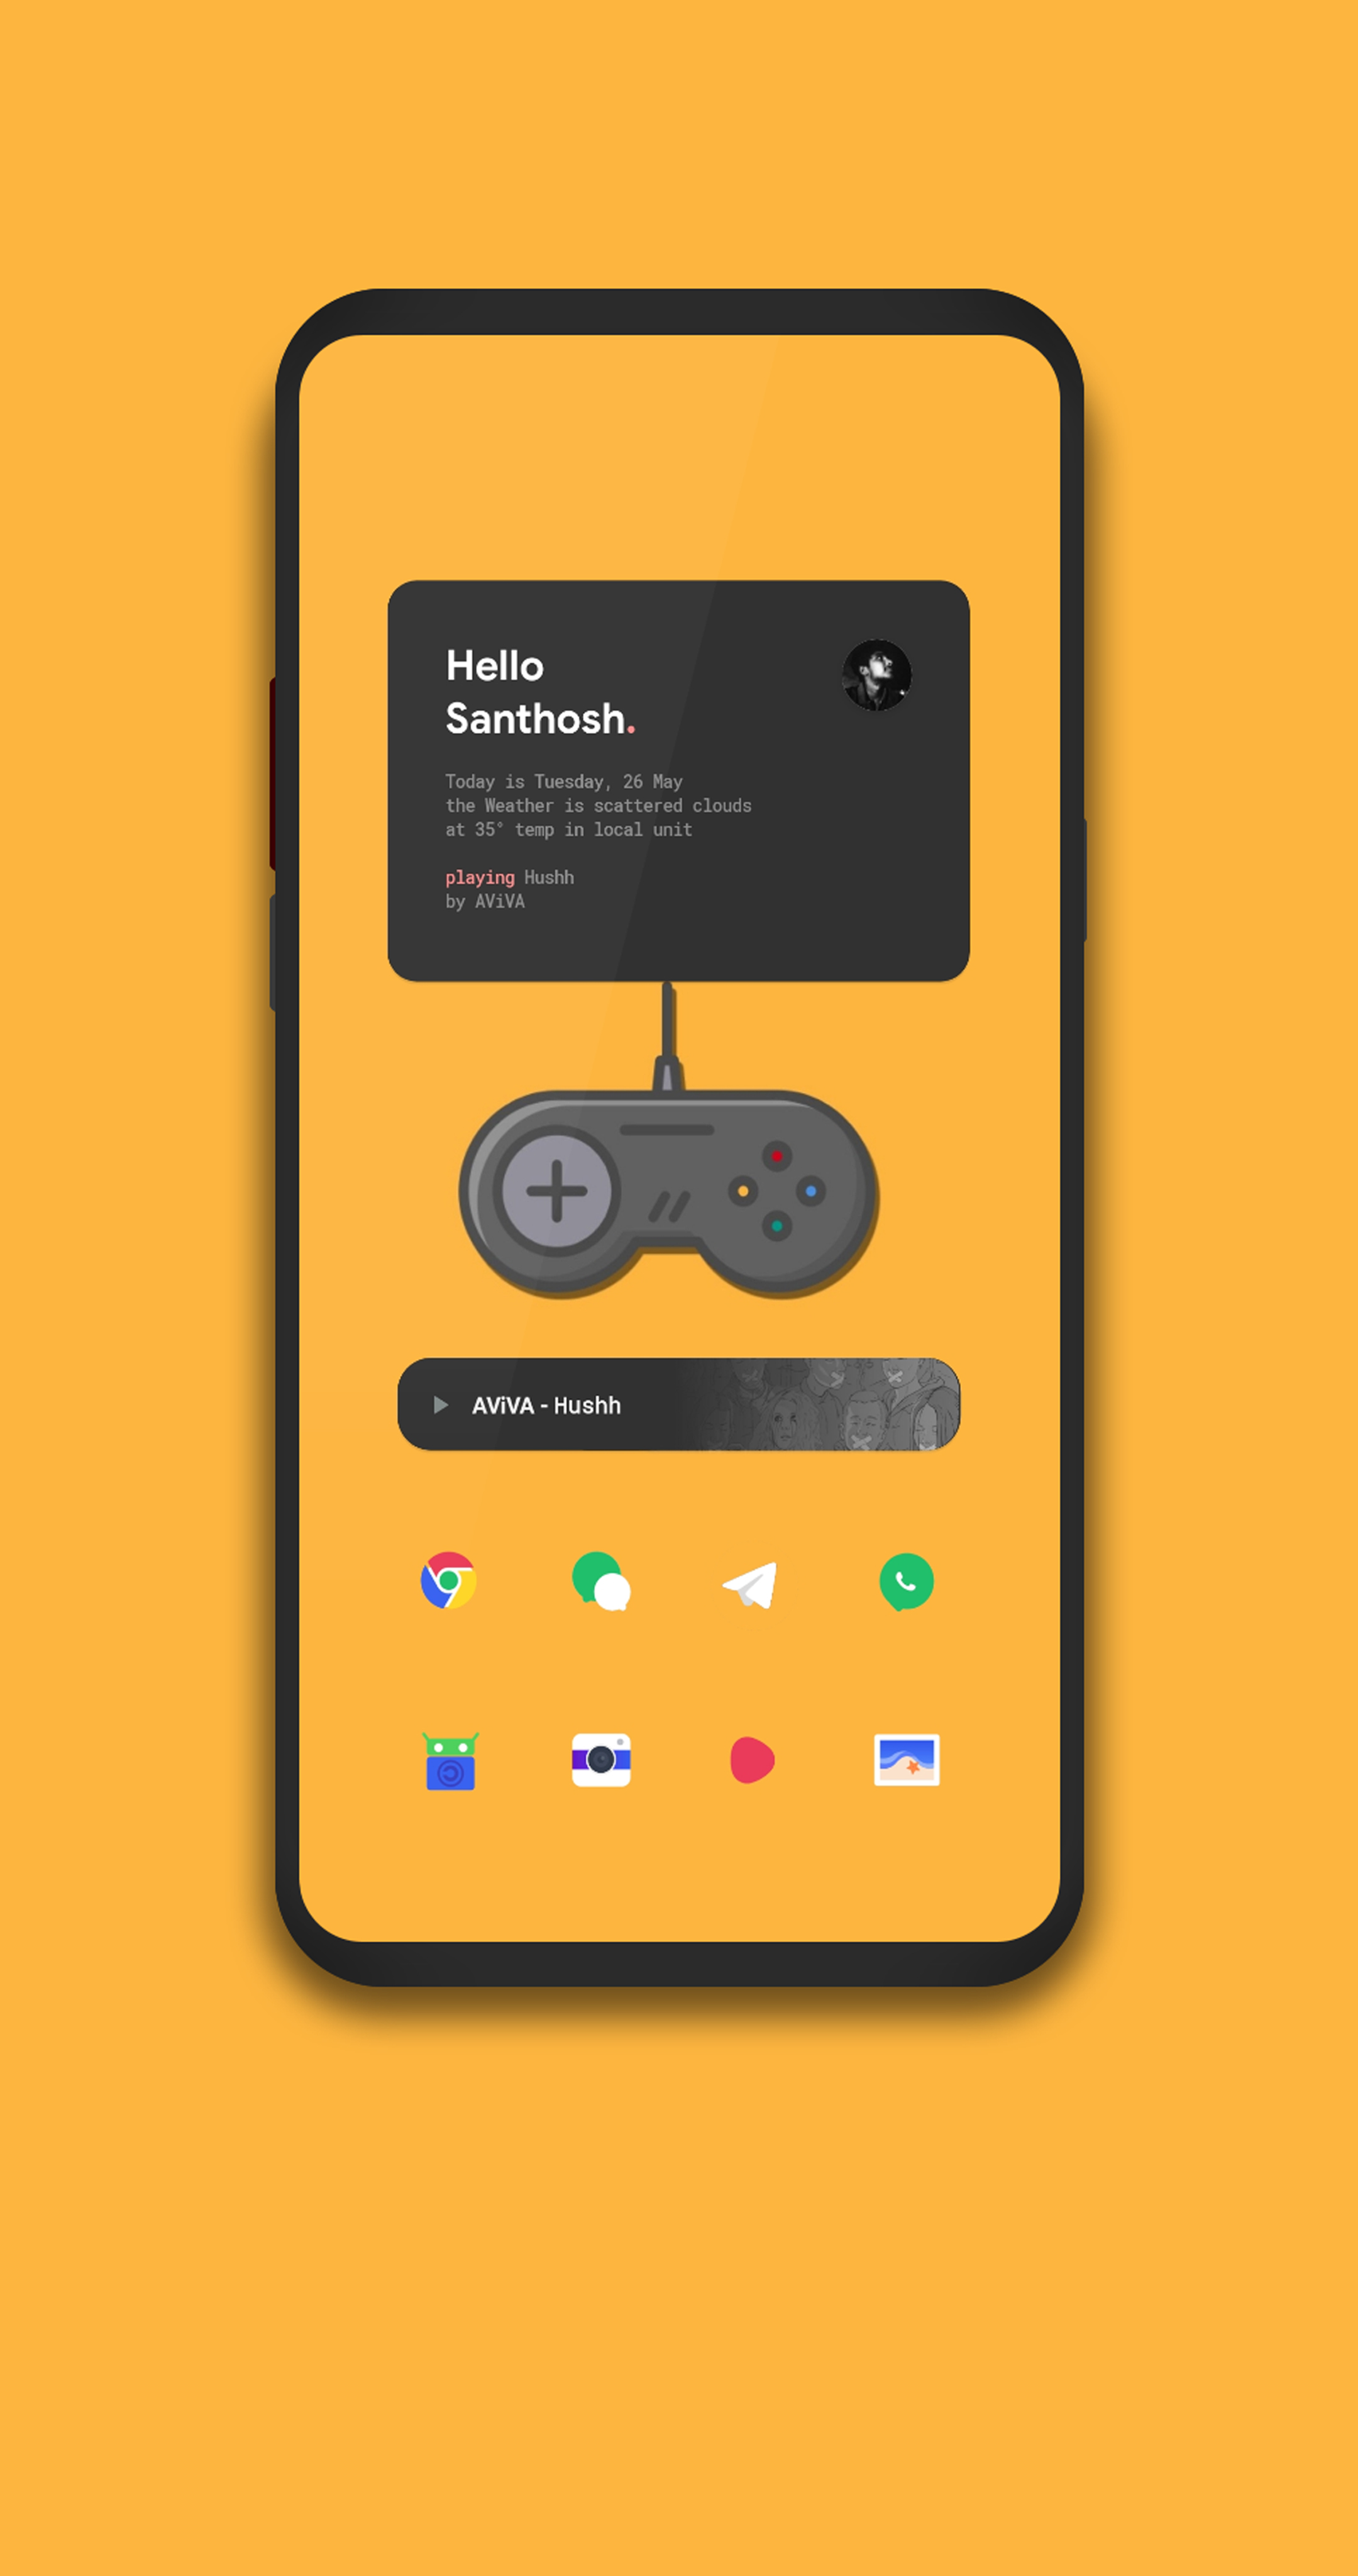 Hello
Santhosh.
Today is Tuesday, 26 May
the Weather is scattered clouds
at 35° temp in local unit
playing Hushh
by AViVA
AViVA - Hushh